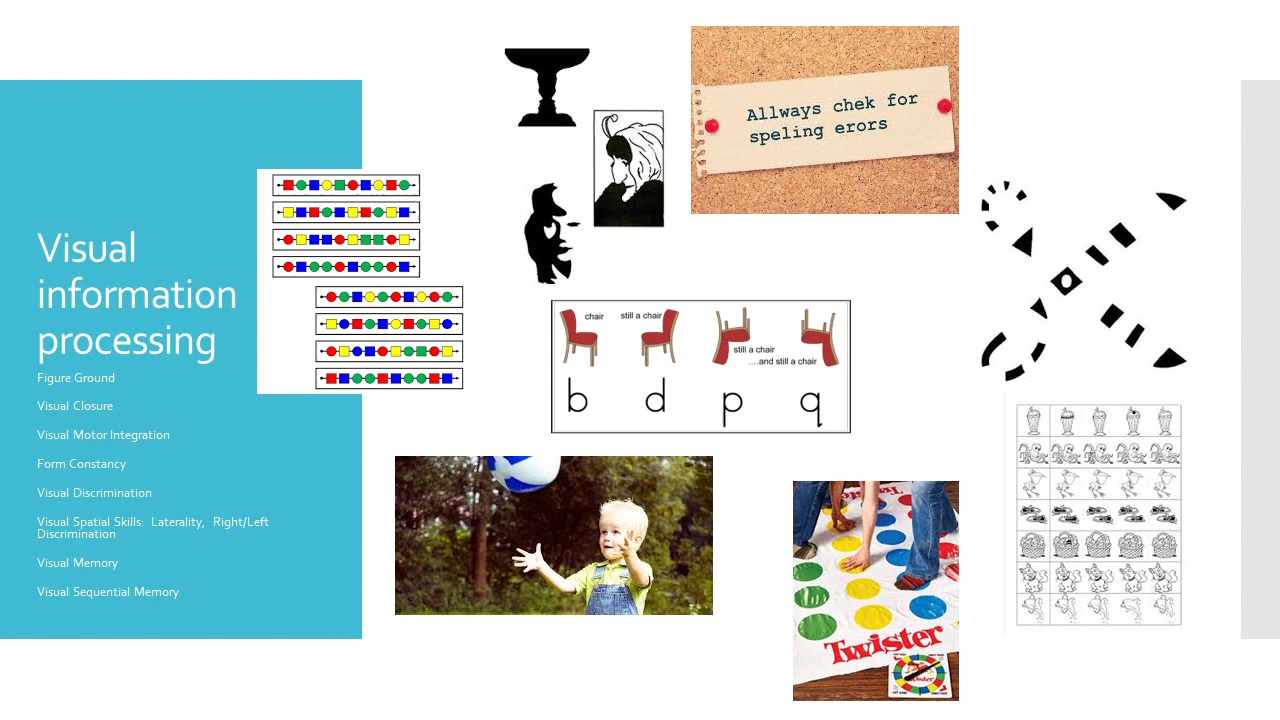 Visual
information
processing
Figure Ground
Visual Closure
Visual Motor Integration
Form Constancy
Visual Discrimination
Visual Spatial Skills: Laterality, Right/Left
Discrimination
Visual Memory
Visual Sequential Memory
Allways chek for
speling erors
chair
still a chair
still a chair
....and still a chair
b d p q
Twister
Twister